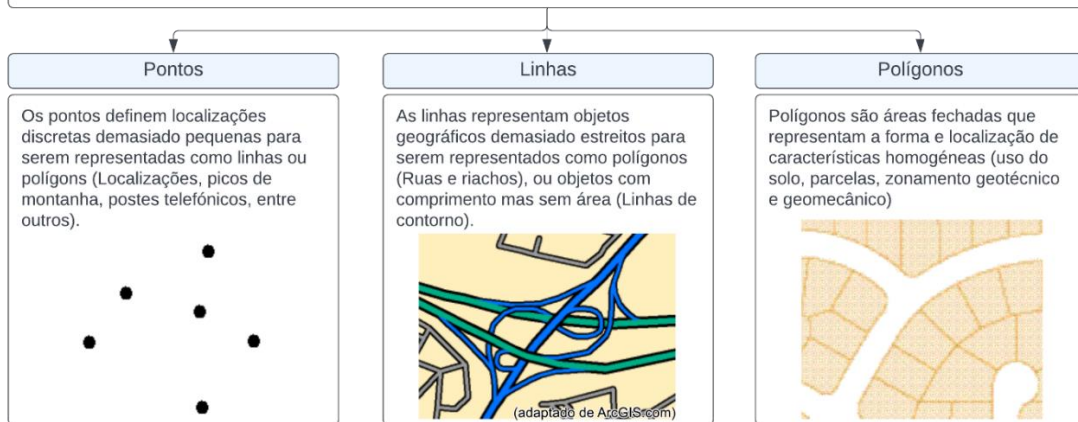 Pontos
Os pontos definem localizações
discretas demasiado pequenas para
serem representadas como linhas ou
polígons (Localizações, picos de
montanha, postes telefónicos, entre
outros).
Linhas
As linhas representam objetos
geográficos demasiado estreitos para
serem representados como polígonos
(Ruas e riachos), ou objetos com
comprimento mas sem área (Linhas de
contorno).
(adaptado de ArcGIS.com)
Polígonos
Polígonos são áreas fechadas que
representam a forma e localização de
características homogéneas (uso do
solo, parcelas, zonamento geotécnico
e geomecânico)